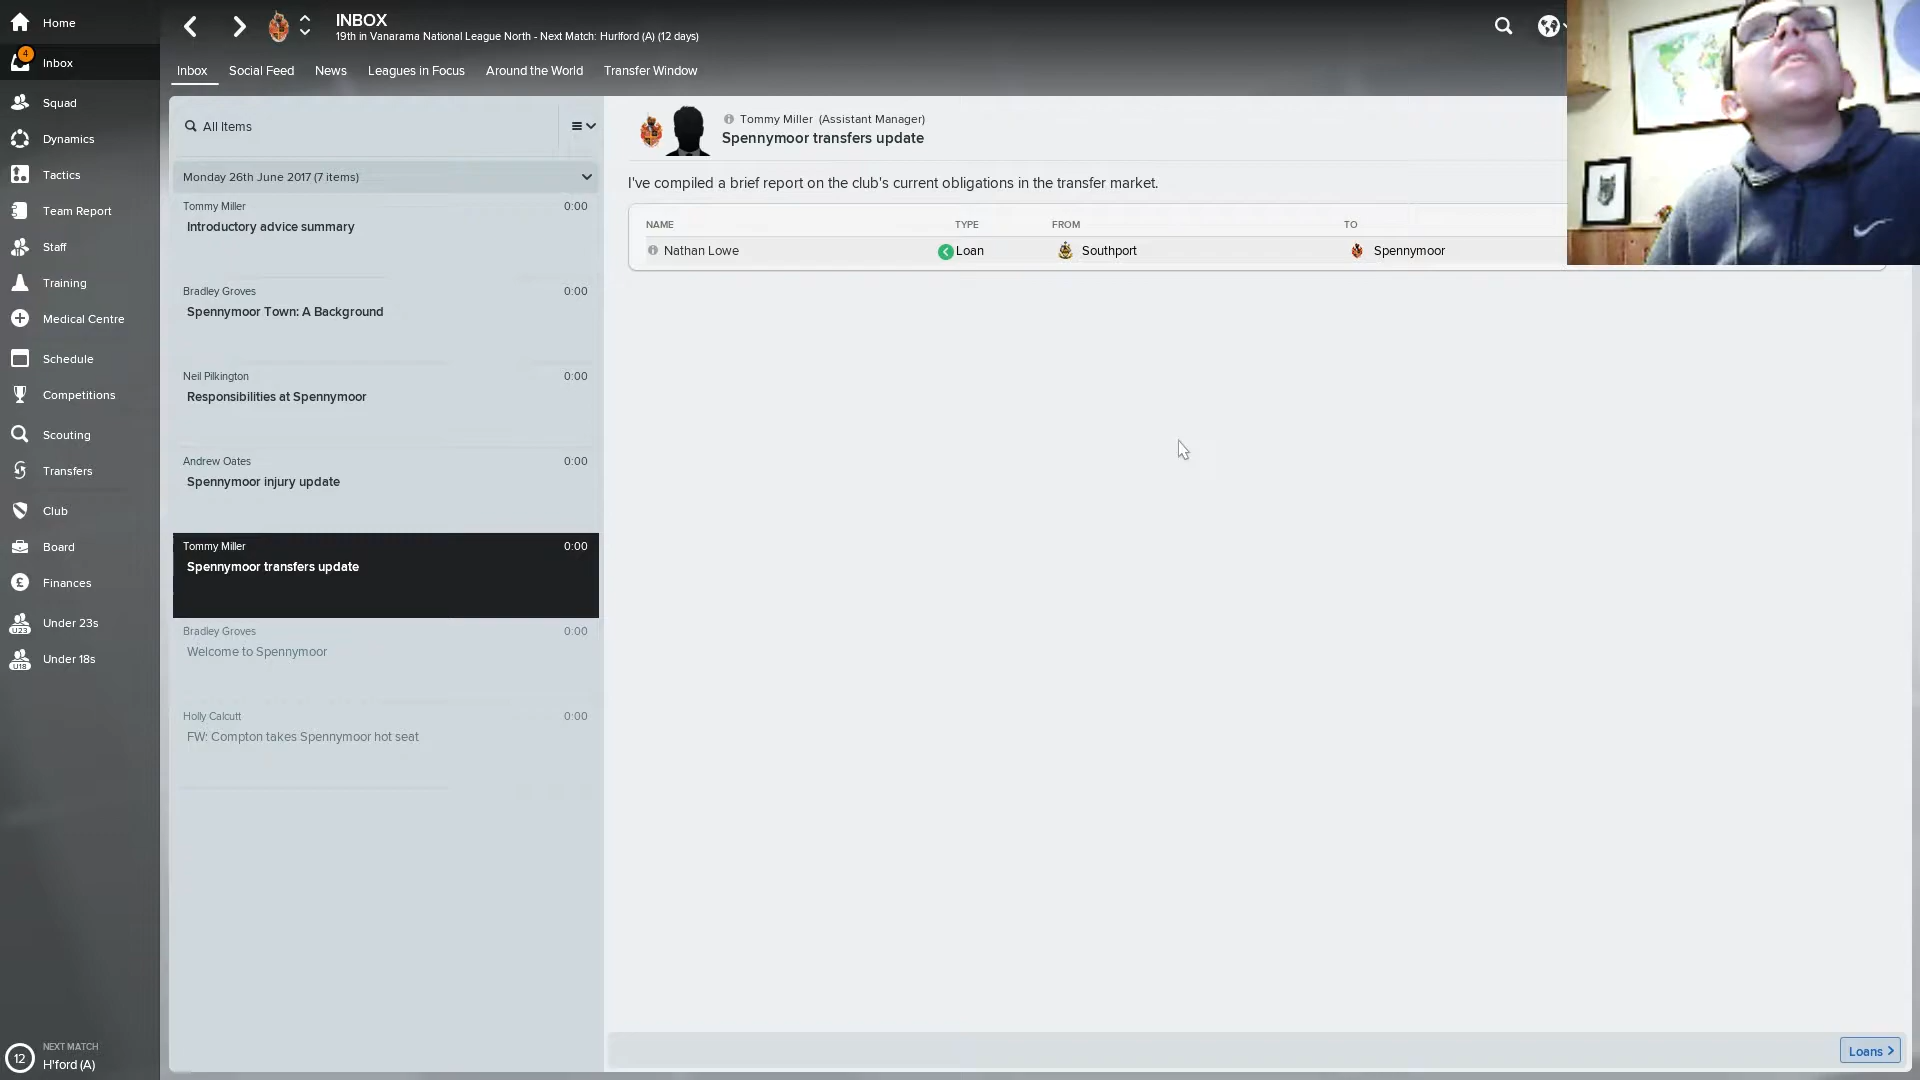 Home
4
Inbox
Squad
Dynamics
Tactics
Team Report
Staff
Training
Medical Centre
Schedule
Competitions
Scouting
Transfers
Club
Board
Finances
U23
Under 23s
U18
Under 18s
12
NEXT MATCH
H'ford (A)
INBOX
19th in Vanarama National League North - Next Match: Hurlford (A) (12 days)
Inbox Social Feed News Leagues in Focus Around the World Transfer Window
All Items
Monday 26th June 2017 (7 items)
Tommy Miller 0:00
Introductory advice summary
Bradley Groves 0:00
Spennymoor Town: A Background
Neil Pilkington 0:00
Responsibilities at Spennymoor
Andrew Oates 0:00
Spennymoor injury update
Tommy Miller 0:00
Spennymoor transfers update
Bradley Groves 0:00
Welcome to Spennymoor
Holly Calcutt 0:00
FW: Compton takes Spennymoor hot seat
Tommy Miller (Assistant Manager)
Spennymoor transfers update
I've compiled a brief report on the club's current obligations in the transfer market.
NAME TYPE FROM TO
Nathan Lowe Loan Southport Spennymoor
Loans >